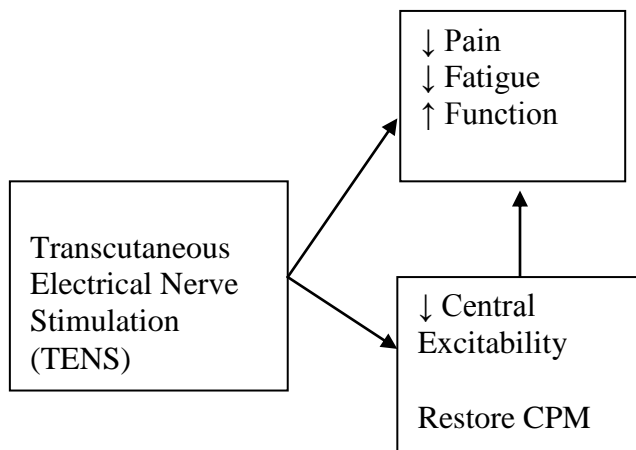 ↓ Pain
↓ Fatigue
↑ Function
Transcutaneous
Electrical Nerve
Stimulation
(TENS)
↓ Central
Excitability
Restore CPM